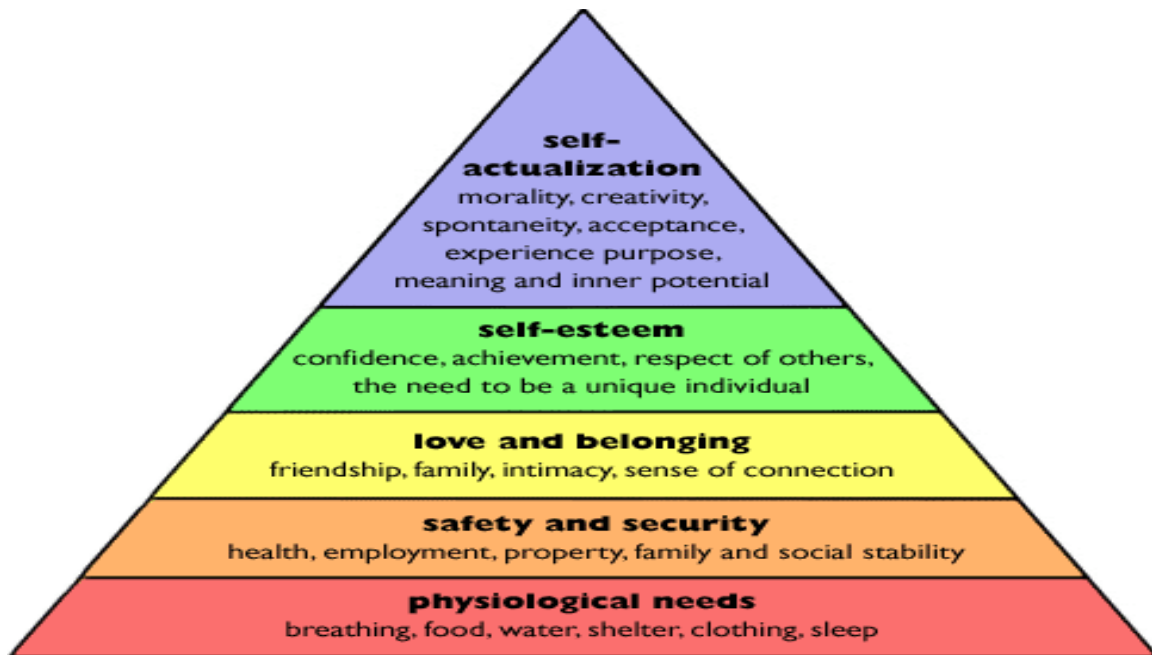 self-
actualization
morality, creativity,
spontaneity, acceptance,
experience purpose,
meaning and inner potential
self-esteem
confidence, achievement, respect of others,
the need to be a unique individual
love and belonging
friendship, family, intimacy, sense of connection
safety and security
health, employment, property, family and social stability
physiological needs
breathing, food, water, shelter, clothing, sleep